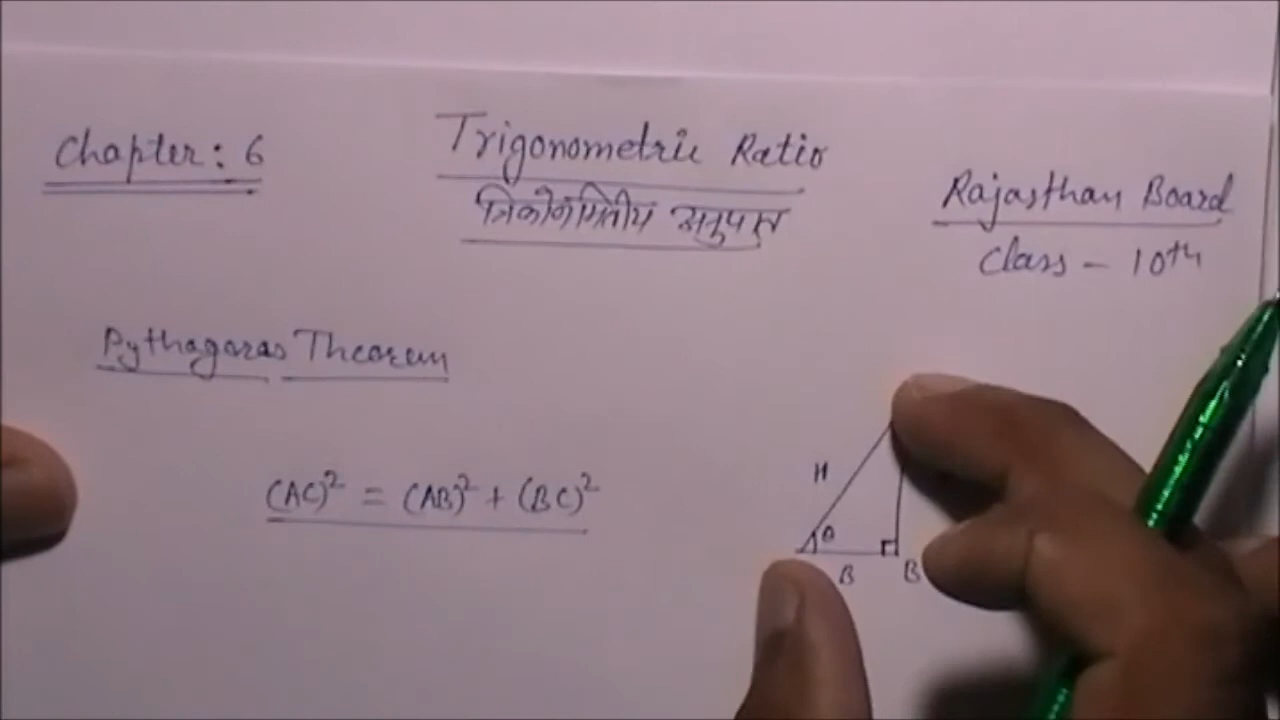 Chapter: 6
Trigonometric Ratio
त्रिकोणमितीय अनुपात
Rajasthan Board
Class - 10th
Pythagoras Theorem
(AC)² = (AB)² + (BC)²
H
θ
B
B